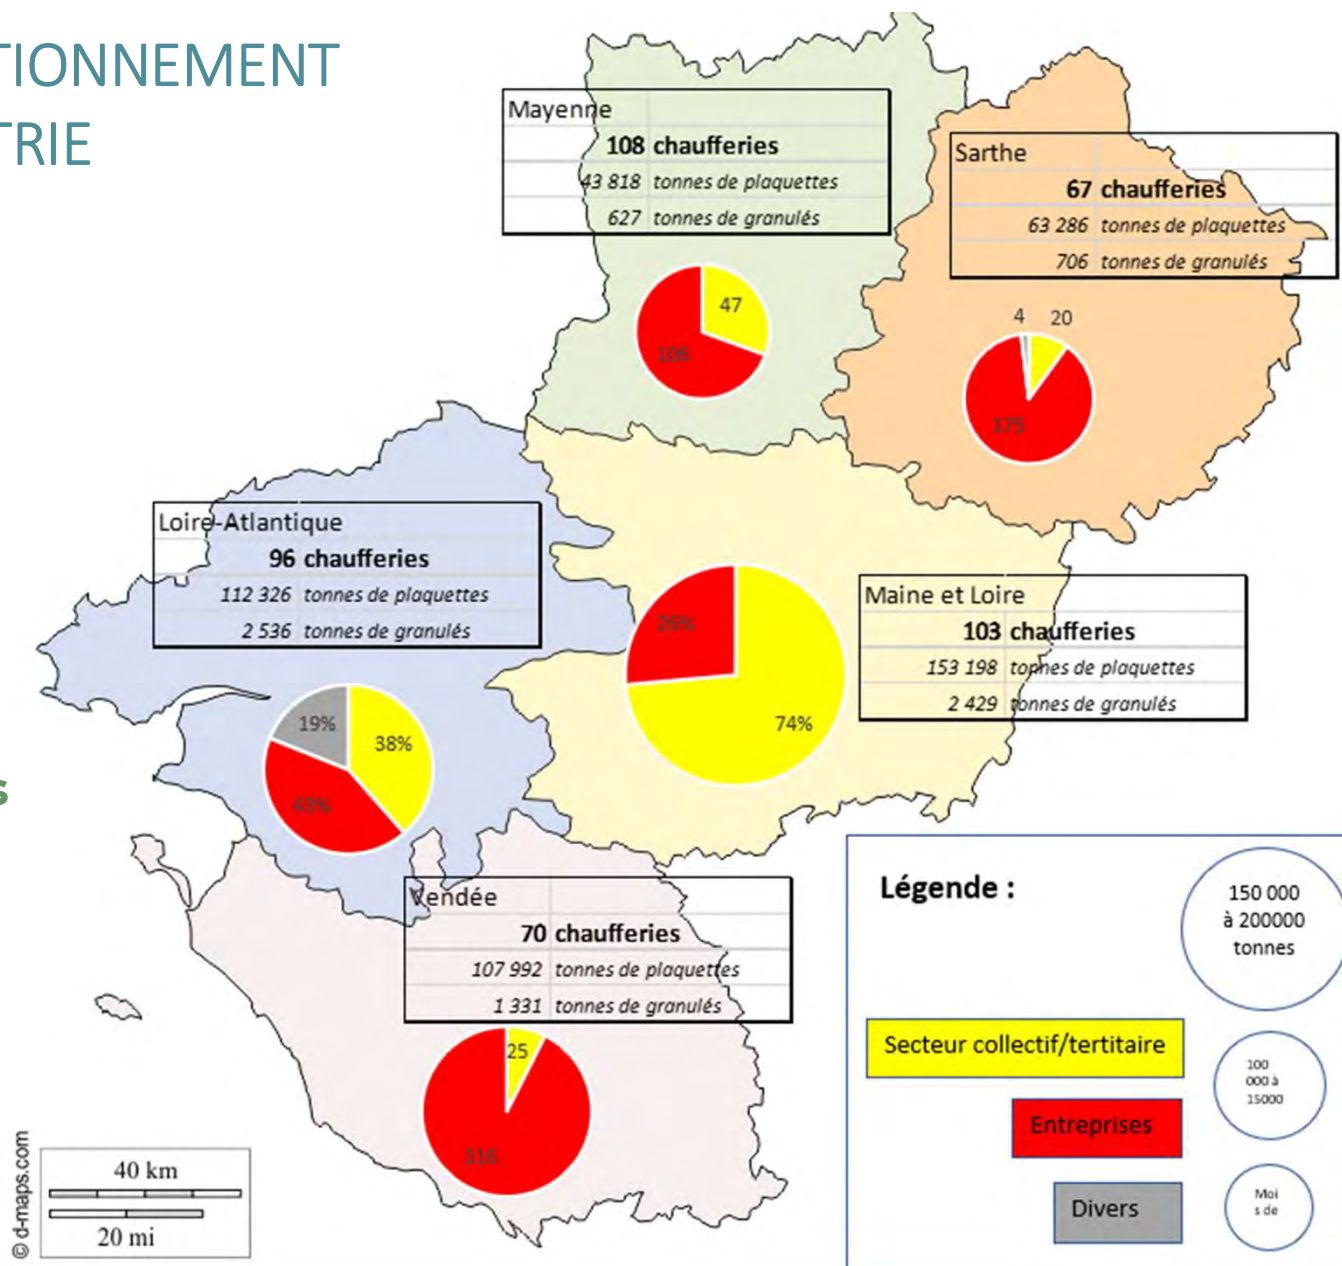 TIONNEMENT
TRIE
Mayenne
108 chaufferies
43 818 tonnes de plaquettes
627 tonnes de granulés
Sarthe
67 chaufferies
63 286 tonnes de plaquettes
706 tonnes de granulés
47
106
4 20
175
Loire-Atlantique
96 chaufferies
112 326 tonnes de plaquettes
2 536 tonnes de granulés
Maine et Loire
103 chaufferies
153 198 tonnes de plaquettes
2 429 tonnes de granulés
26%
74%
19%
38%
43%
s
Vendée
70 chaufferies
107 992 tonnes de plaquettes
1 331 tonnes de granulés
25
316
Légende :
150 000
à 200000
tonnes
Secteur collectif/tertitaire
100
000 à
15000
Entreprises
Divers
Moi
s de
40 km
20 mi
© d-maps.com